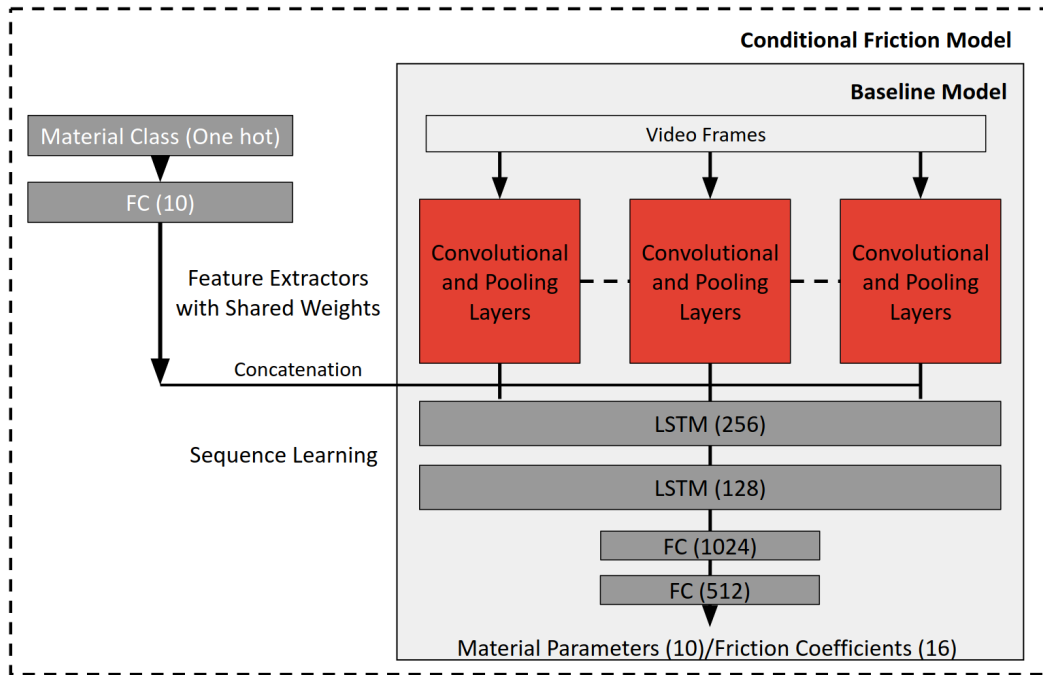 Conditional Friction Model
Baseline Model
Material Class (One hot)
FC (10)
Video Frames
Convolutional
and Pooling
Layers
Convolutional
and Pooling
Layers
Convolutional
and Pooling
Layers
Feature Extractors
with Shared Weights
Concatenation
LSTM (256)
Sequence Learning
LSTM (128)
FC (1024)
FC (512)
Material Parameters (10)/Friction Coefficients (16)